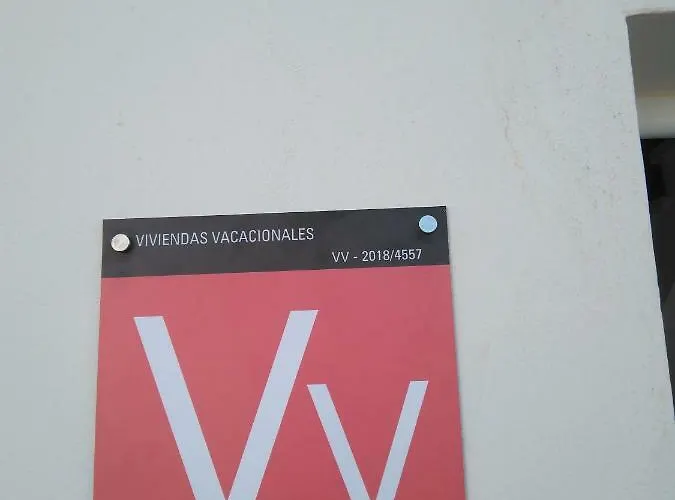 VIVIENDAS VACACIONALES
VV - 2018/4557
Vv